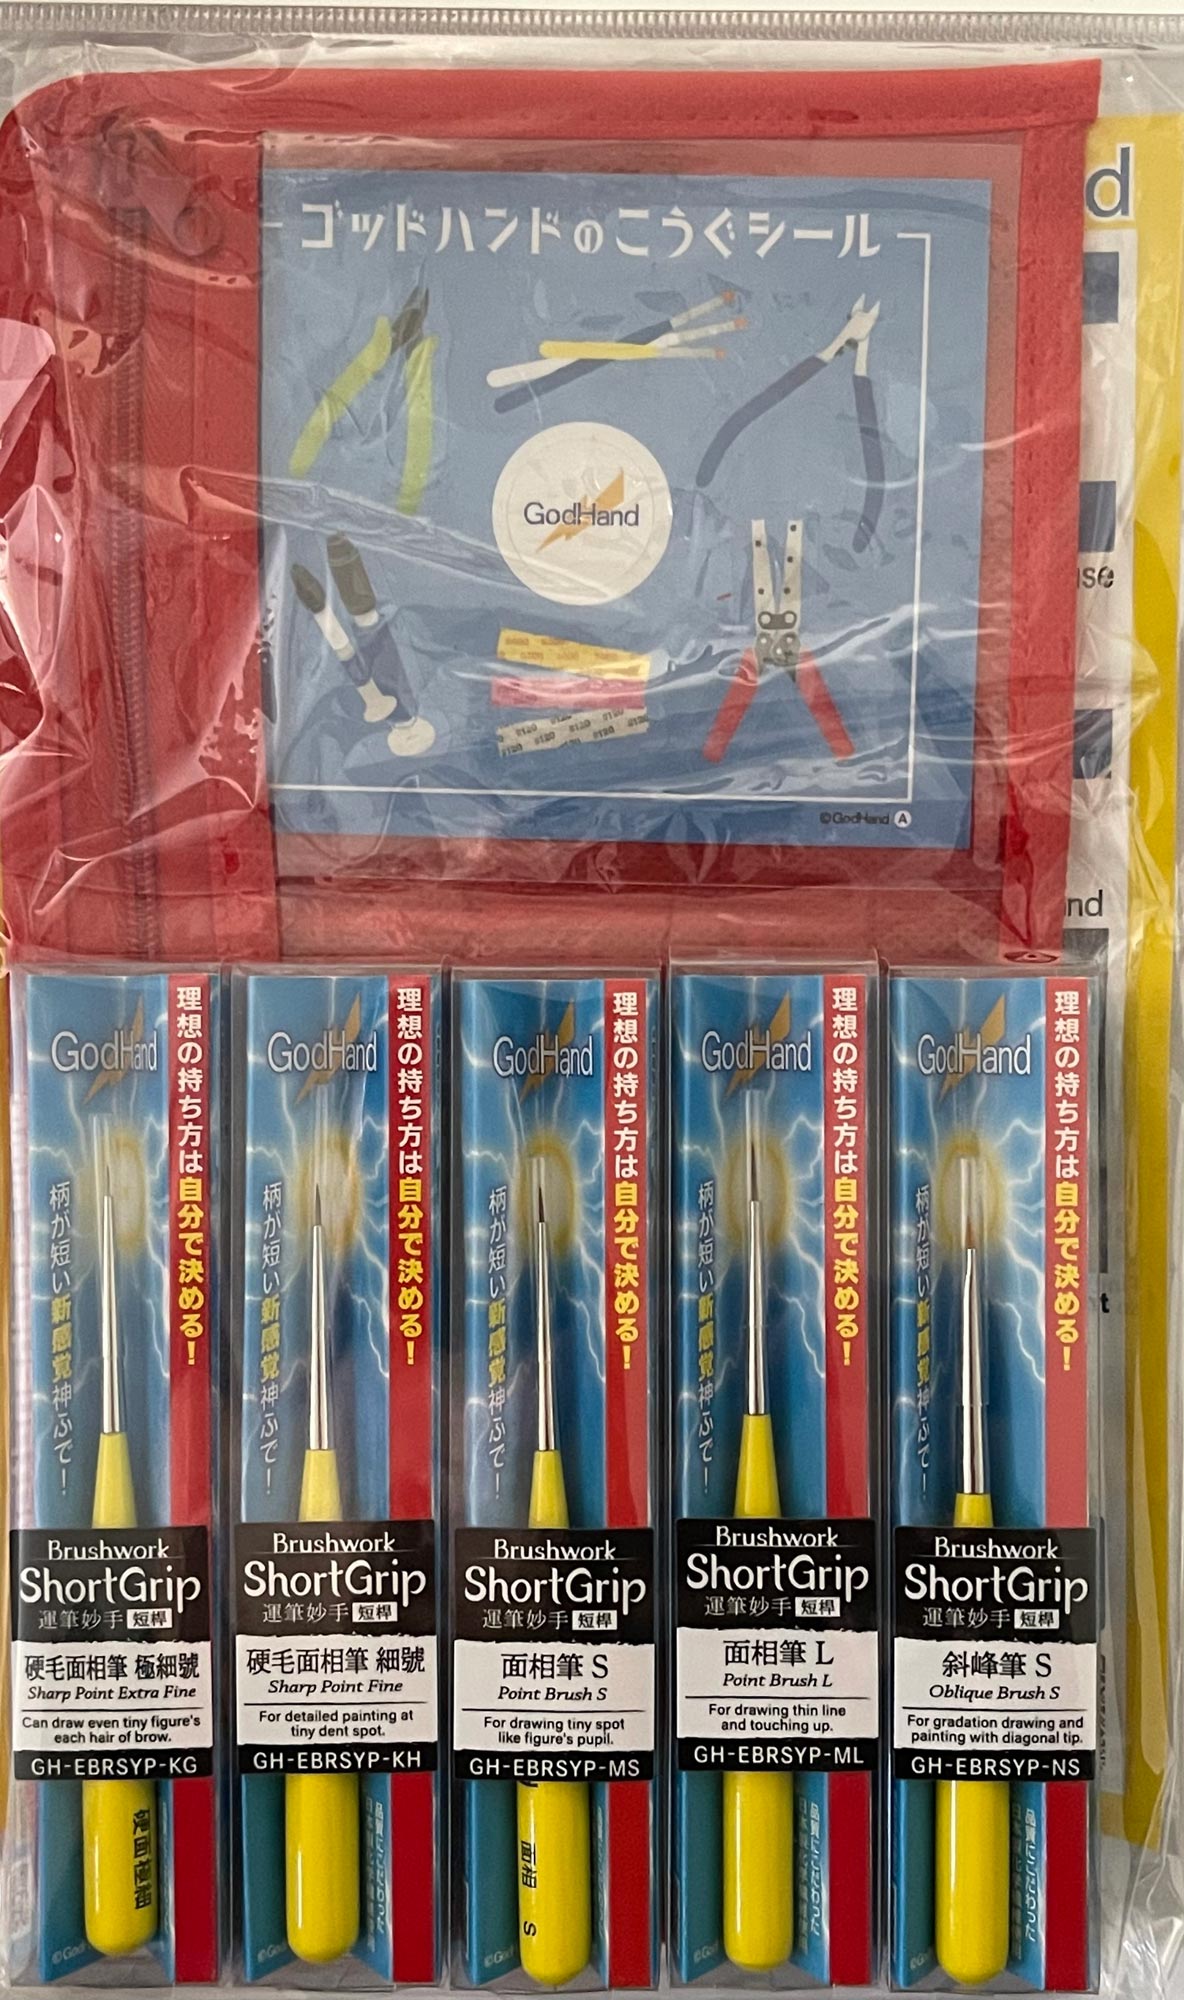 d
ゴッドハンドのこうぐシール
GodHand
use
©GodHand A
nd
t
GodHand
理想の持ち方は自分で決める！
柄が短い新感覚神ふで！
Brushwork
ShortGrip
運筆妙手 短桿
硬毛面相筆 極細號
Sharp Point Extra Fine
Can draw even tiny figure's
each hair of brow.
GH-EBRSYP-KG
硬面極細
GodHand
理想の持ち方は自分で決める！
柄が短い新感覚神ふで！
Brushwork
ShortGrip
運筆妙手 短桿
硬毛面相筆 細號
Sharp Point Fine
For detailed painting at
tiny dent spot.
GH-EBRSYP-KH
GodHand
理想の持ち方は自分で決める！
柄が短い新感覚神ふで！
Brushwork
ShortGrip
運筆妙手 短桿
面相筆 S
Point Brush S
For drawing tiny spot
like figure's pupil.
GH-EBRSYP-MS
面相 S
GodHand
理想の持ち方は自分で決める！
柄が短い新感覚神ふで！
Brushwork
ShortGrip
運筆妙手 短桿
面相筆 L
Point Brush L
For drawing thin line
and touching up.
GH-EBRSYP-ML
GodHand
理想の持ち方は自分で決める！
柄が短い新感覚神ふで！
Brushwork
ShortGrip
運筆妙手 短桿
斜峰筆 S
Oblique Brush S
For gradation drawing and
painting with diagonal tip.
GH-EBRSYP-NS